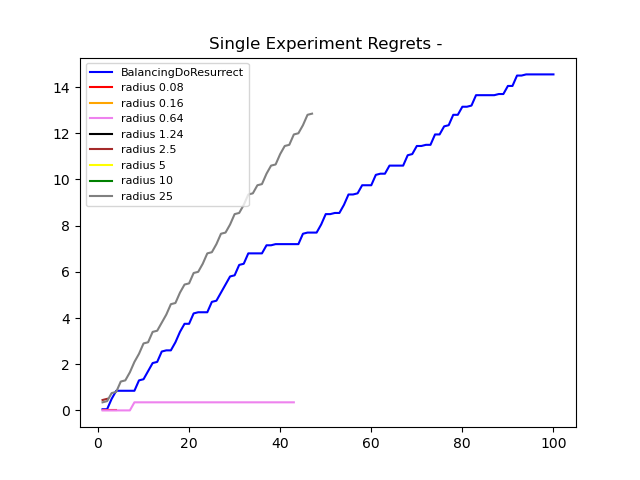 Single Experiment Regrets -
BalancingDoResurrect
radius 0.08
radius 0.16
radius 0.64
radius 1.24
radius 2.5
radius 5
radius 10
radius 25
14
12
10
8
6
4
2
0
0 20 40 60 80 100